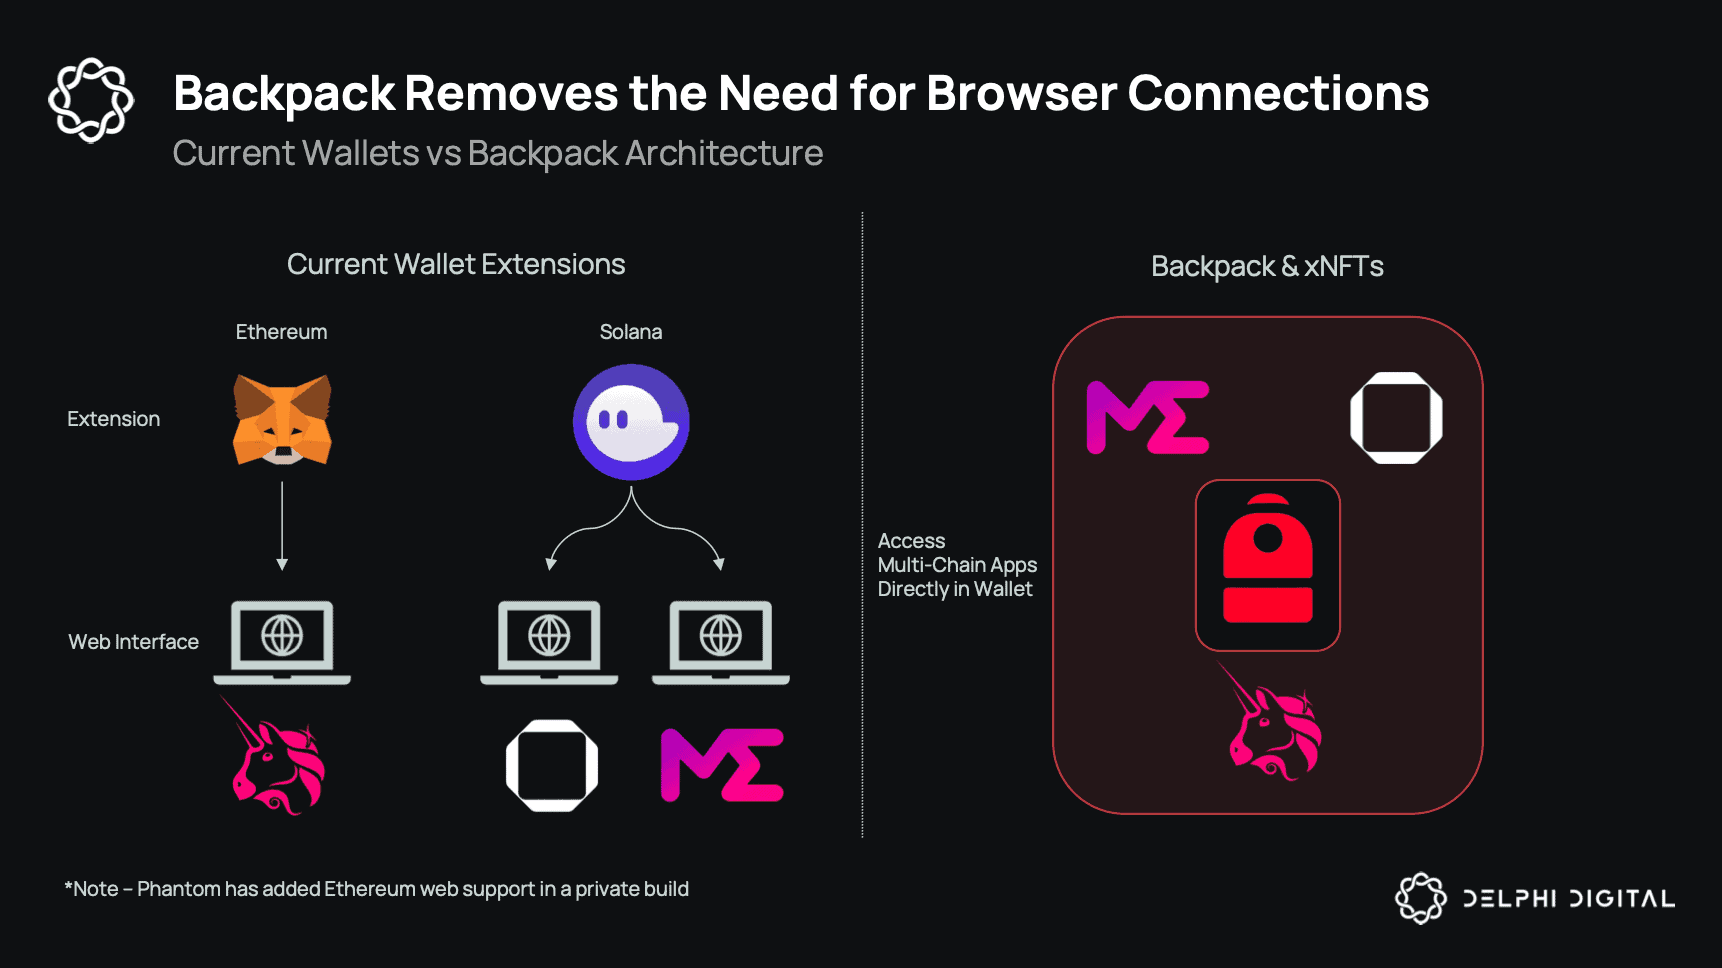 Backpack Removes the Need for Browser Connections
Current Wallets vs Backpack Architecture
Current Wallet Extensions
Ethereum
Solana
Extension
Web Interface
Backpack & xNFTs
ME
Access
Multi-Chain Apps
Directly in Wallet
ME
*Note – Phantom has added Ethereum web support in a private build
DELPHI DIGITAL